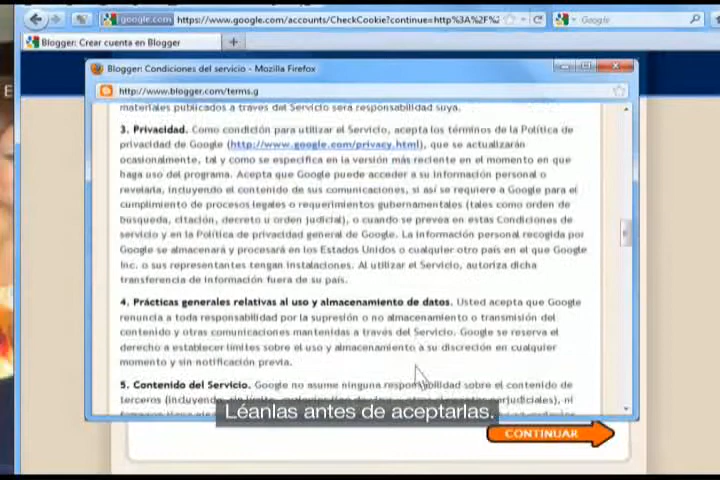 google.com https://www.google.com/accounts/CheckCookie?continue=http%3A%2F%2
Google
Blogger: Crear cuenta en Blogger
Blogger: Condiciones del servicio - Mozilla Firefox
http://www.blogger.com/terms.g
materiales publicados a través del Servicio será responsabilidad suya.
3. Privacidad. Como condición para utilizar el Servicio, acepta los términos de la Política de
privacidad de Google (http://www.google.com/privacy.html), que se actualizarán
ocasionalmente, tal y como se especifica en la versión más reciente en el momento en que
haga uso del programa. Acepta que Google puede acceder a su información personal o
revelarla, incluyendo el contenido de sus comunicaciones, si así se requiere a Google para el
cumplimiento de procesos legales o requerimientos gubernamentales (tales como orden de
búsqueda, citación, decreto u orden judicial), o cuando se prevea en estas Condiciones de
servicio y en la Política de privacidad general de Google. La información personal recogida por
Google se almacenará y procesará en los Estados Unidos o cualquier otro país en el que Google
Inc. o sus representantes tengan instalaciones. Al utilizar el Servicio, autoriza dicha
transferencia de información fuera de su país.
4. Prácticas generales relativas al uso y almacenamiento de datos. Usted acepta que Google
renuncia a toda responsabilidad por la supresión o no almacenamiento o transmisión del
contenido y otras comunicaciones mantenidas a través del Servicio. Google se reserva el
derecho a establecer límites sobre el uso y almacenamiento a su discreción en cualquier
momento y sin notificación previa.
5. Contenido del Servicio. Google no asume ninguna responsabilidad sobre el contenido de
terceros (incluyendo,
Léanlas antes de aceptarlas.
CONTINUAR